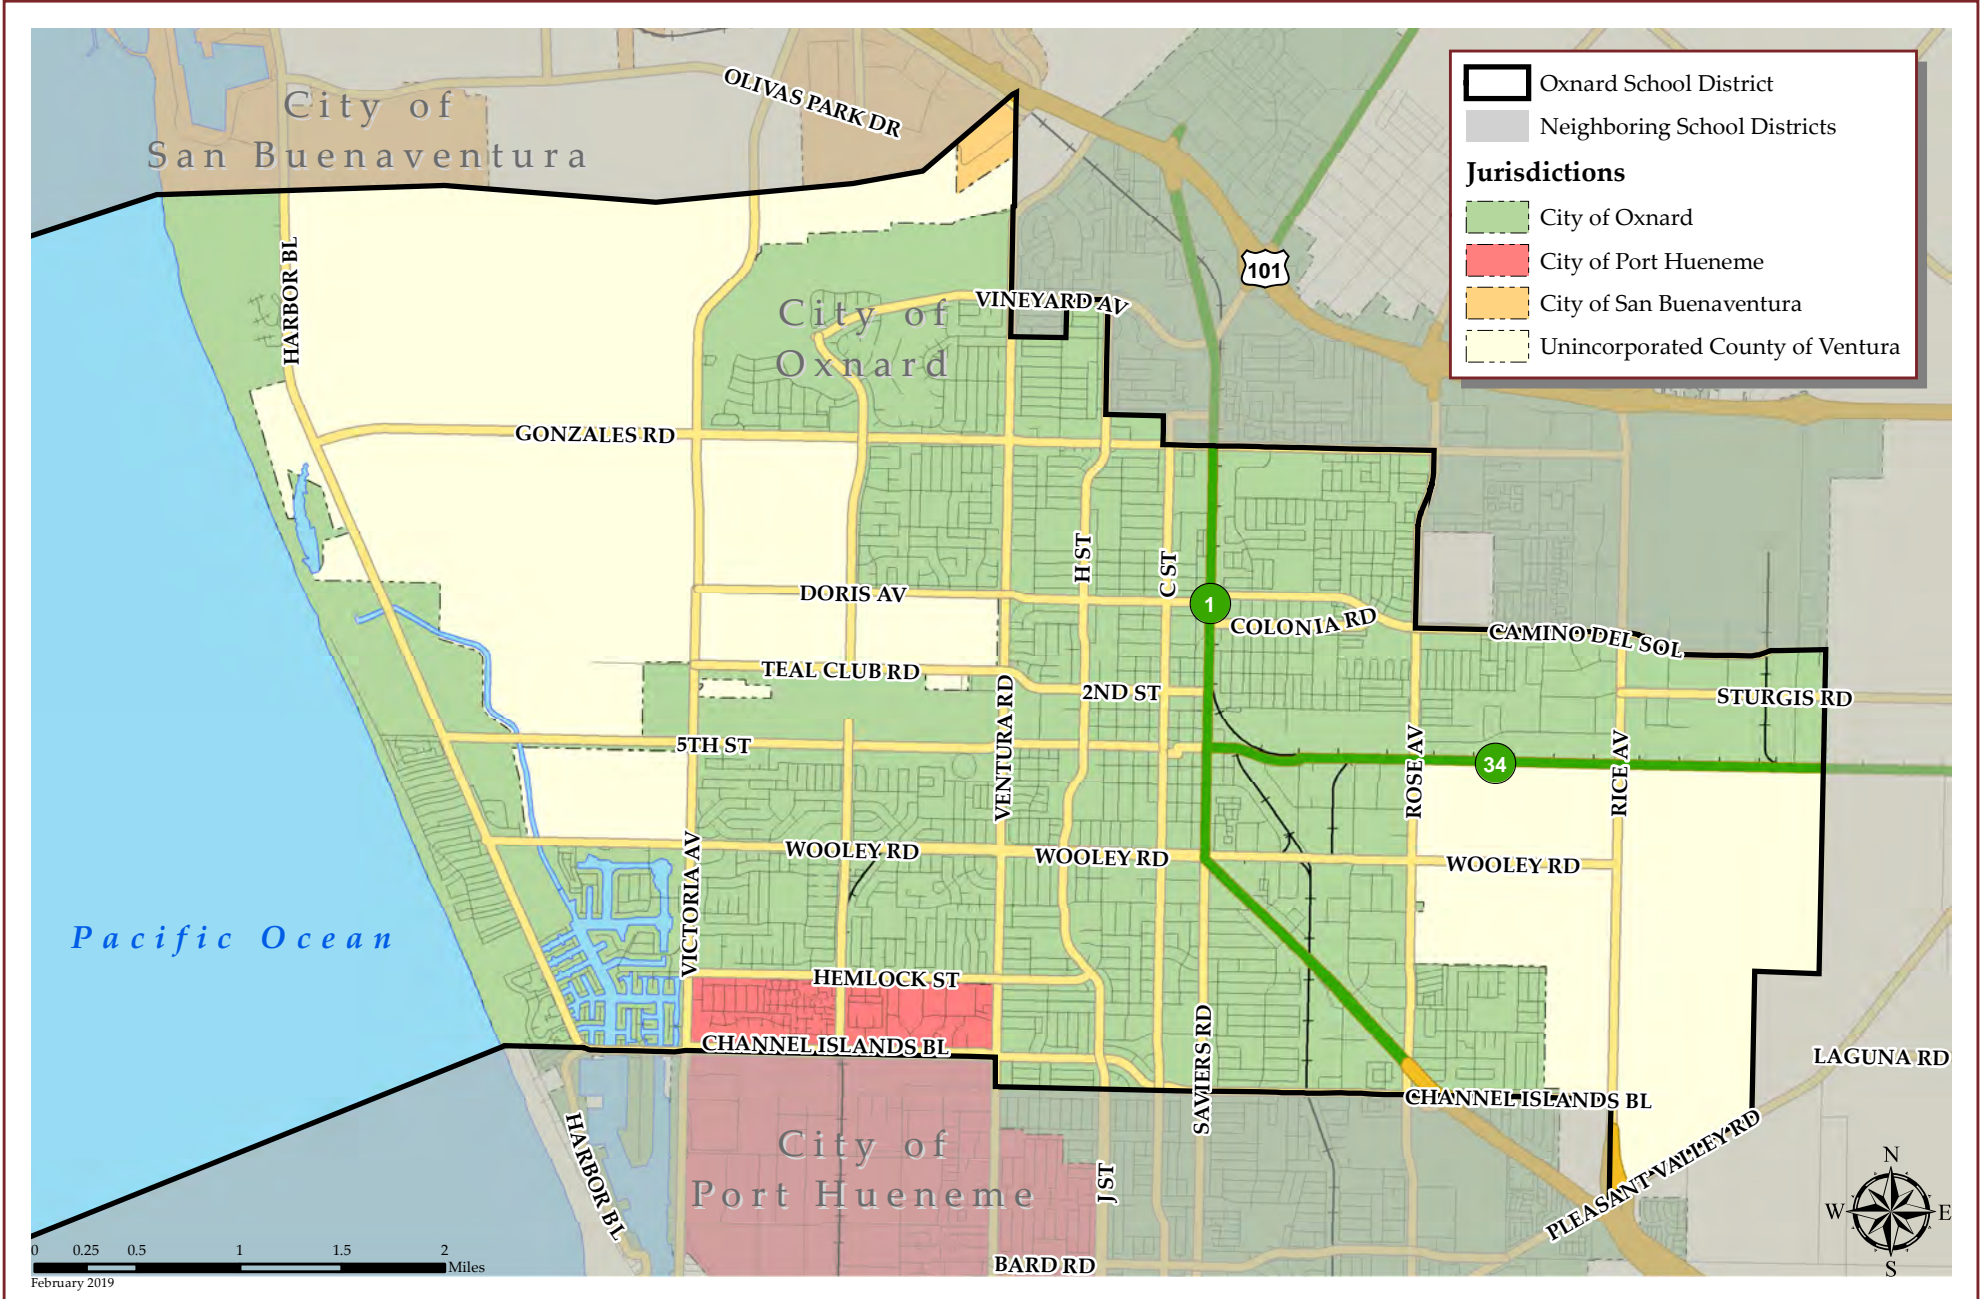 Oxnard School District
Neighboring School Districts
Jurisdictions
City of Oxnard
City of Port Hueneme
City of San Buenaventura
Unincorporated County of Ventura
City of
San Buenaventura
OLIVAS PARK DR
HARBOR BL
City of
Oxnard
VINEYARD AV
101
GONZALES RD
H ST
C ST
DORIS AV
1
COLONIA RD
CAMINO DEL SOL
TEAL CLUB RD
2ND ST
STURGIS RD
VENTURA RD
5TH ST
ROSE AV
34
RICE AV
WOOLEY RD
WOOLEY RD
WOOLEY RD
VICTORIA AV
Pacific Ocean
HEMLOCK ST
CHANNEL ISLANDS BL
SAVIERS RD
LAGUNA RD
CHANNEL ISLANDS BL
HARBOR BL
City of
Port Hueneme
J ST
PLEASANT VALLEY RD
BARD RD
N
W
E
S
0 0.25 0.5 1 1.5 2
Miles
February 2019